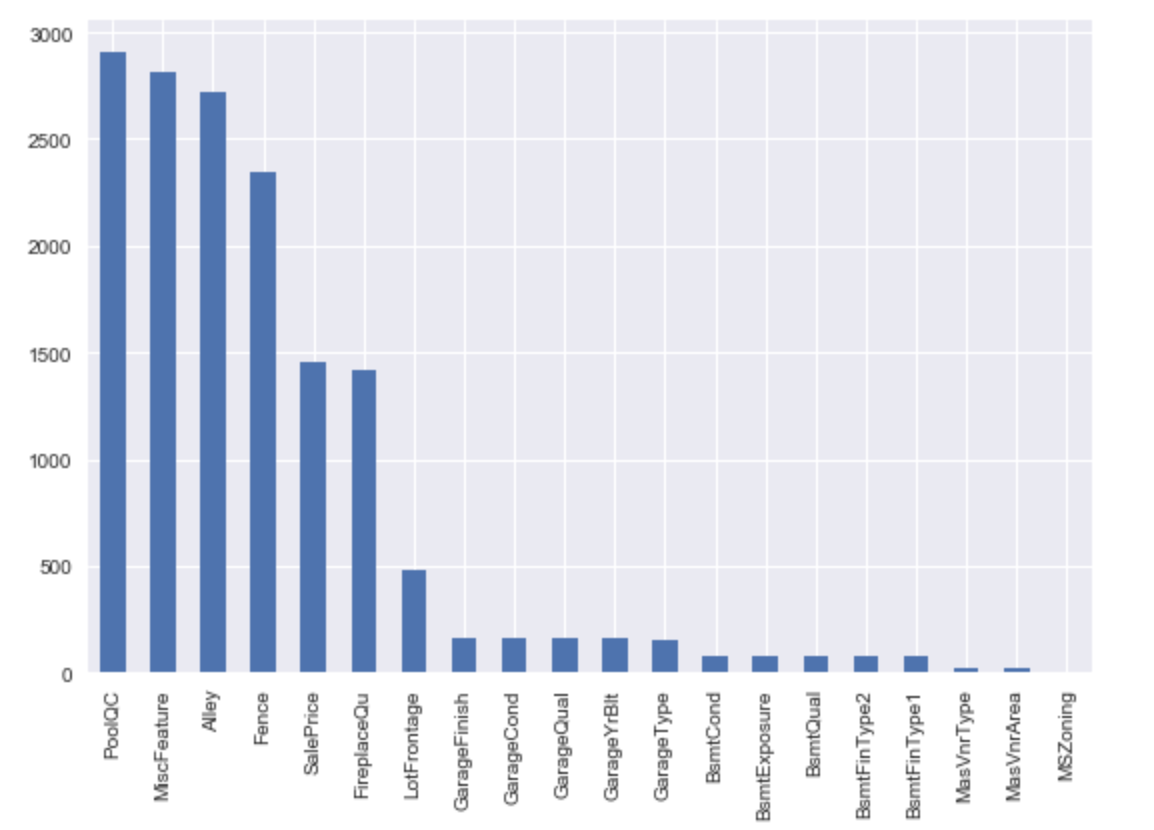 3000
2500
2000
1500
1000
500
0
PoolQC
MiscFeature
Alley
Fence
SalePrice
FireplaceQu
LotFrontage
GarageFinish
GarageCond
GarageQual
GarageYrBlt
GarageType
BsmtCond
BsmtExposure
BsmtQual
BsmtFinType2
BsmtFinType1
MasVnrType
MasVnrArea
MSZoning